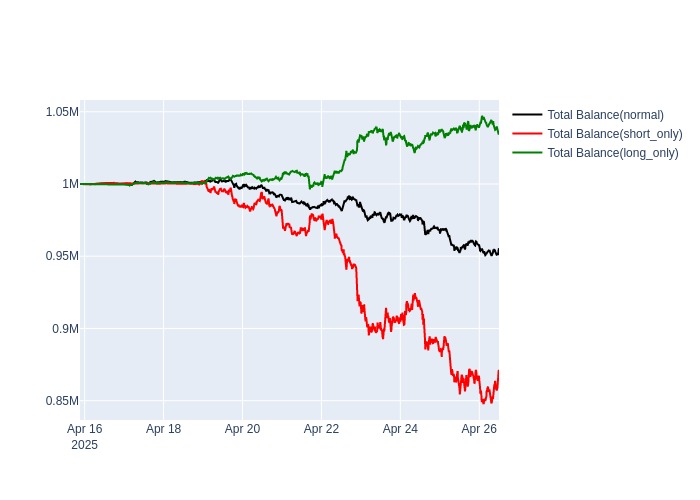 1.05M
1M
0.95M
0.9M
0.85M
Apr 16
2025
Apr 18
Apr 20
Apr 22
Apr 24
Apr 26
Total Balance(normal)
Total Balance(short_only)
Total Balance(long_only)